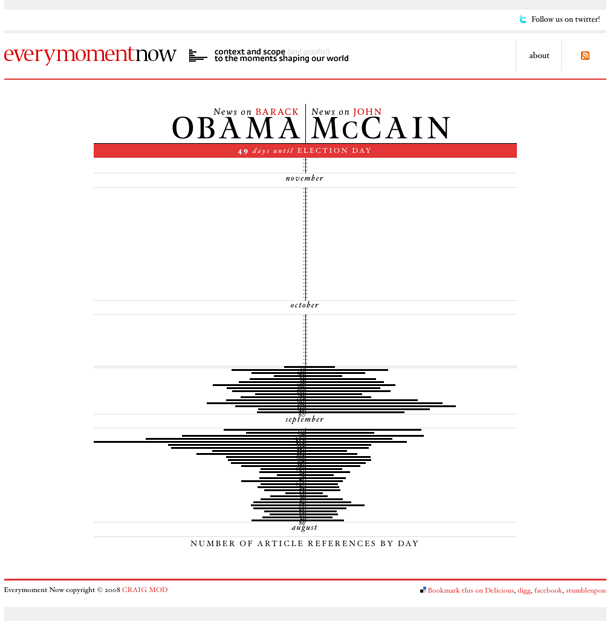 Follow us on twitter!
everymomentnow
context and scope (and graphs!)
to the moments shaping our world
about
News on BARACK
OBAMA
News on JOHN
MCCAIN
49 days until ELECTION DAY
november
october
september
august
NUMBER OF ARTICLE REFERENCES BY DAY
Everymoment Now copyright © 2008 CRAIG MOD
Bookmark this on Delicious, digg, facebook, stumbleupon